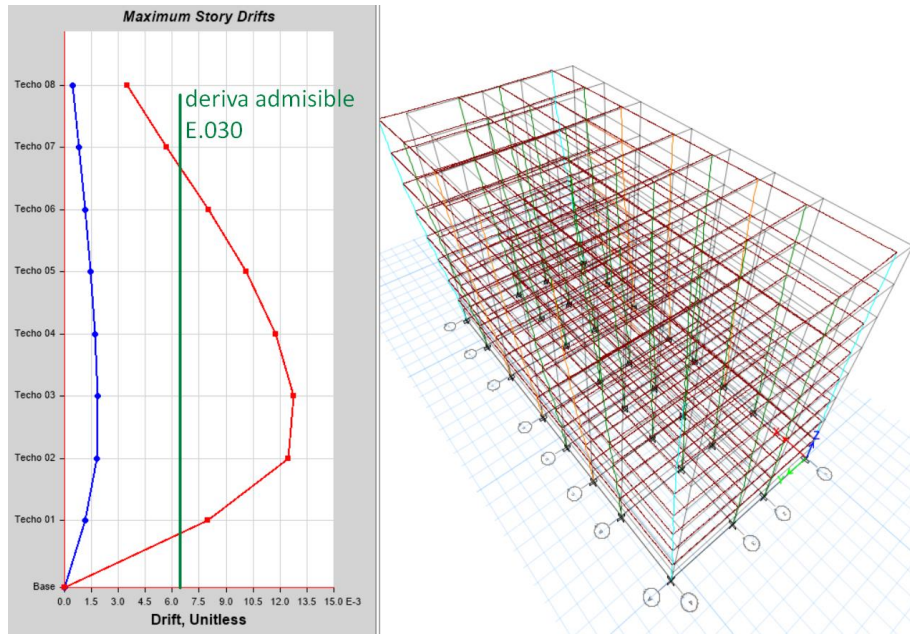 Maximum Story Drifts
Techo 08
Techo 07
Techo 06
Techo 05
Techo 04
Techo 03
Techo 02
Techo 01
Base
deriva admisible
E.030
0.0 1.5 3.0 4.5 6.0 7.5 9.0 10.5 12.0 13.5 15.0 E-3
Drift, Unitless
X
Y
Z